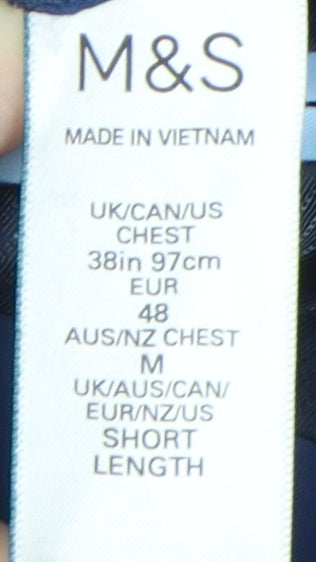 M&S
MADE IN VIETNAM
UK/CAN/US
CHEST
38in 97cm
EUR
48
AUS/NZ CHEST
M
UK/AUS/CAN/
EUR/NZ/US
SHORT
LENGTH